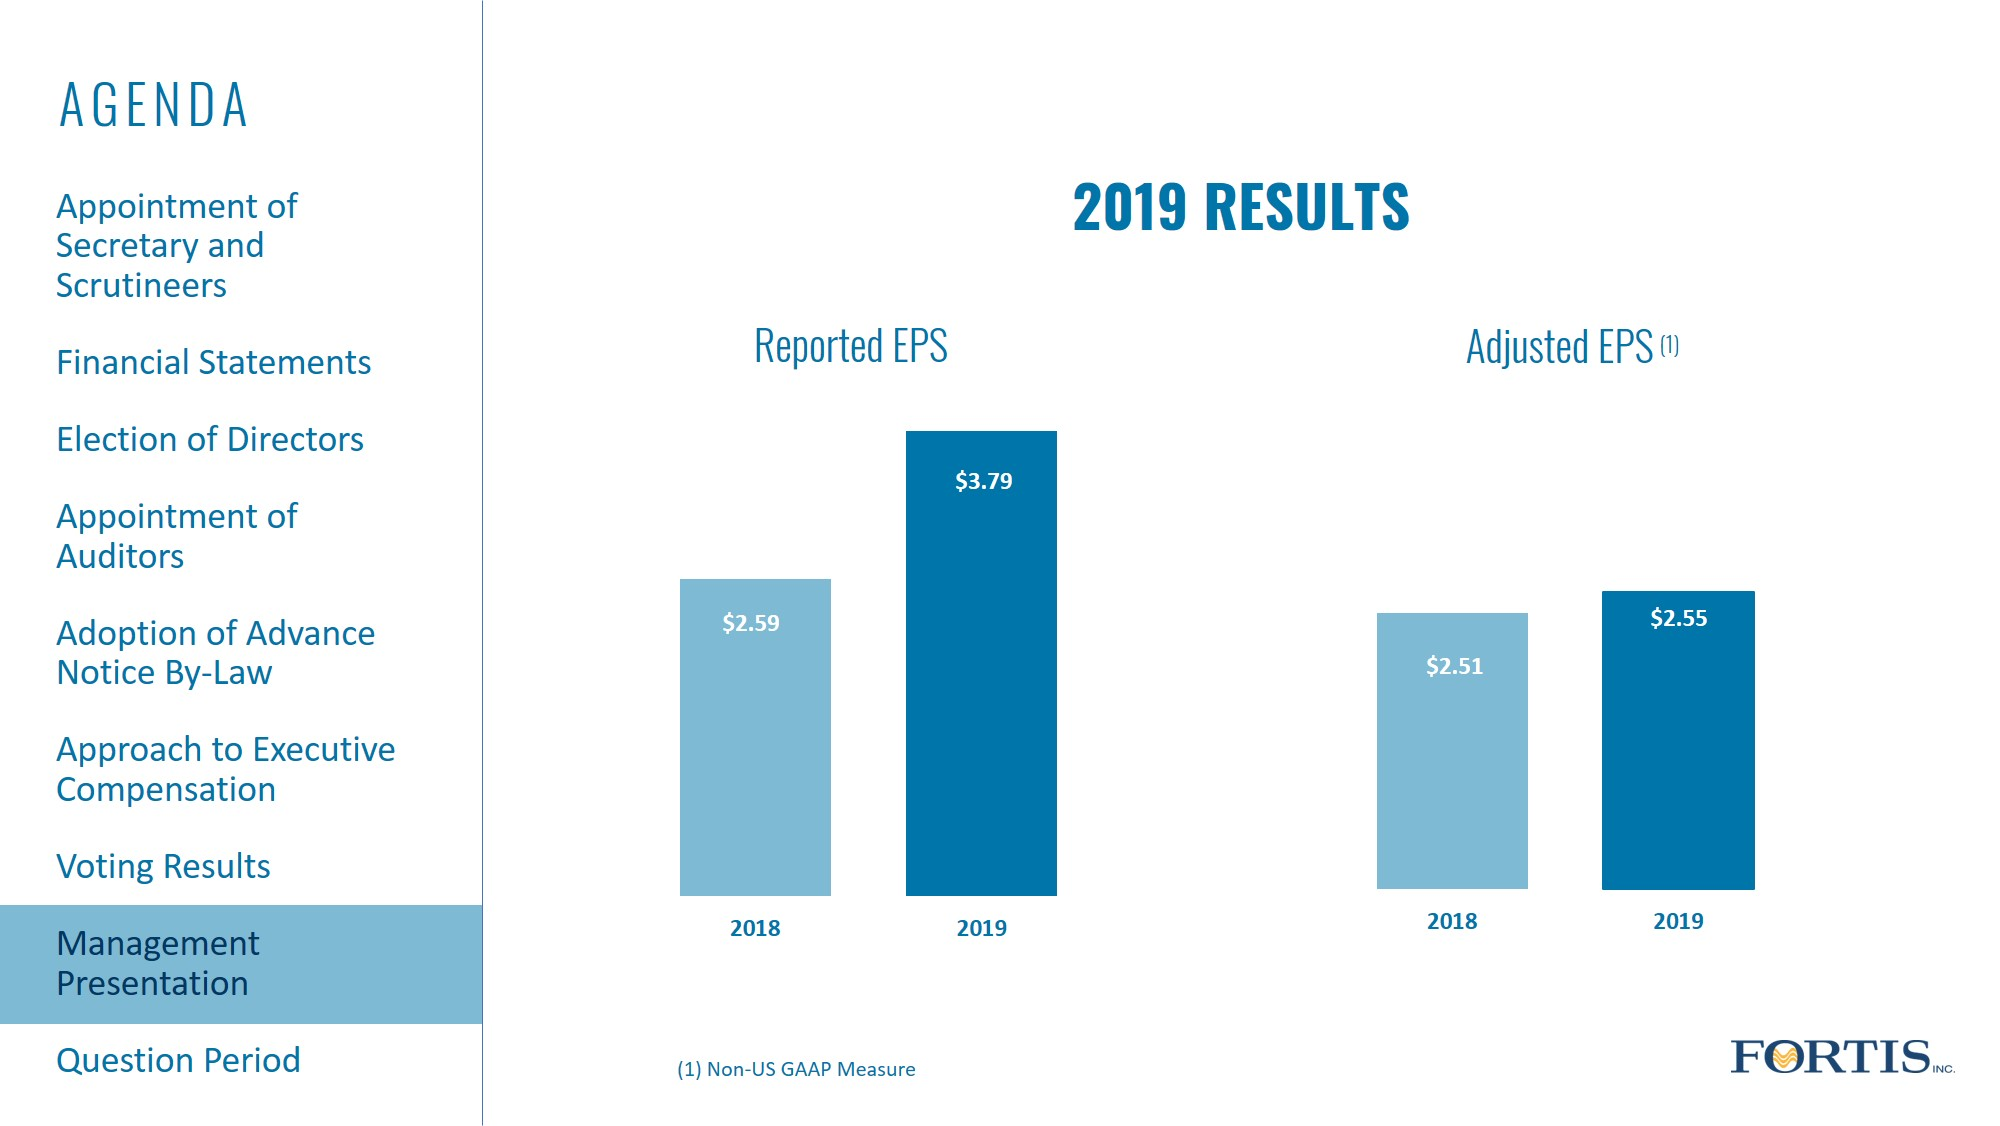 AGENDA
Appointment of
Secretary and
Scrutineers
Financial Statements
Election of Directors
Appointment of
Auditors
Adoption of Advance
Notice By-Law
Approach to Executive
Compensation
Voting Results
Management
Presentation
Question Period
2019 RESULTS
Reported EPS
$2.59
$3.79
2018
2019
Adjusted EPS (1)
$2.51
$2.55
2018
2019
(1) Non-US GAAP Measure
FORTIS INC.